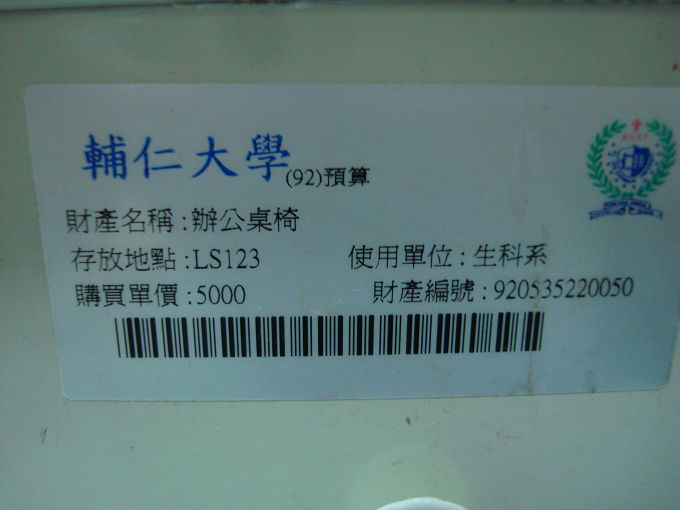 輔仁大學(92)預算
財產名稱:辦公桌椅
存放地點:LS123 使用單位:生科系
購買單價:5000 財產編號:920535220050